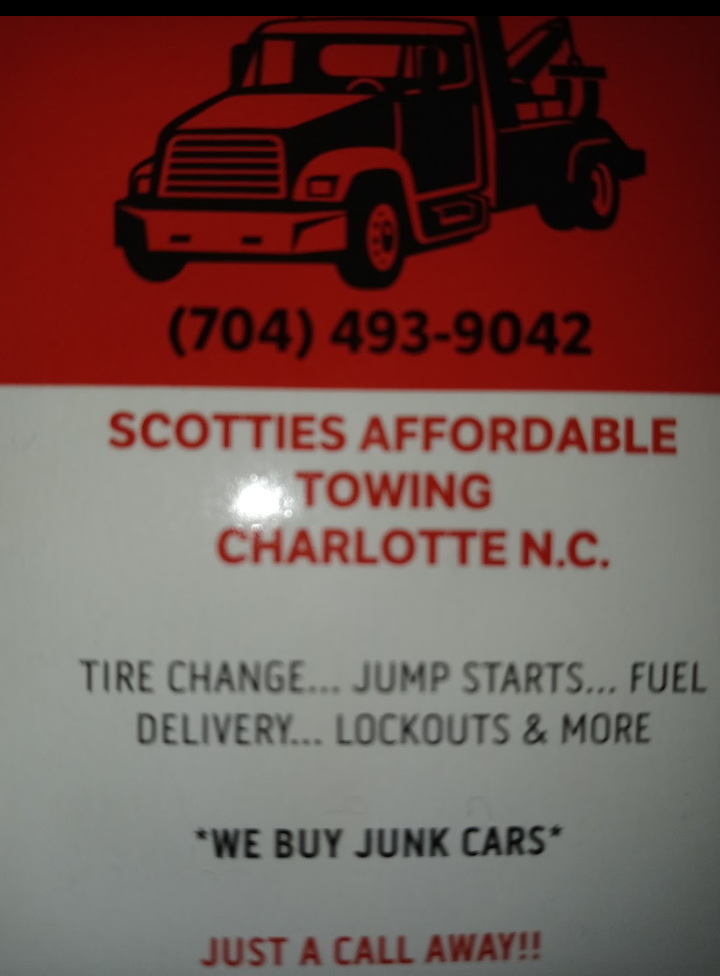 (704) 493-9042
SCOTTIES AFFORDABLE
TOWING
CHARLOTTE N.C.
TIRE CHANGE... JUMP STARTS... FUEL
DELIVERY... LOCKOUTS & MORE
*WE BUY JUNK CARS*
JUST A CALL AWAY!!